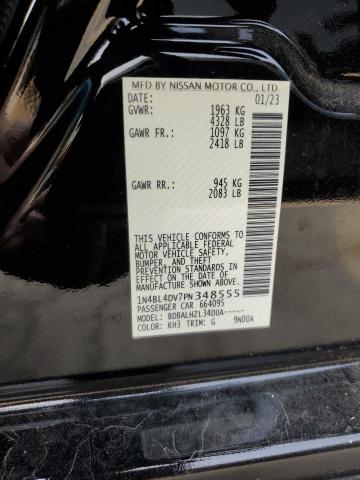 MFD BY NISSAN MOTOR CO., LTD
DATE: 01/23
GVWR: 1963 KG
4328 LB
GAWR FR.: 1097 KG
2418 LB
GAWR RR.: 945 KG
2083 LB
THIS VEHICLE CONFORMS TO
ALL APPLICABLE FEDERAL
MOTOR VEHICLE SAFETY,
BUMPER, AND THEFT
PREVENTION STANDARDS IN
EFFECT ON THE DATE OF
MANUFACTURE SHOWN ABOVE.
1N4BL4DV7PN348555
PASSENGER CAR 664095
MODEL: BDBALHZL34DUA-----
COLOR: KH3 TRIM: G 9N00A